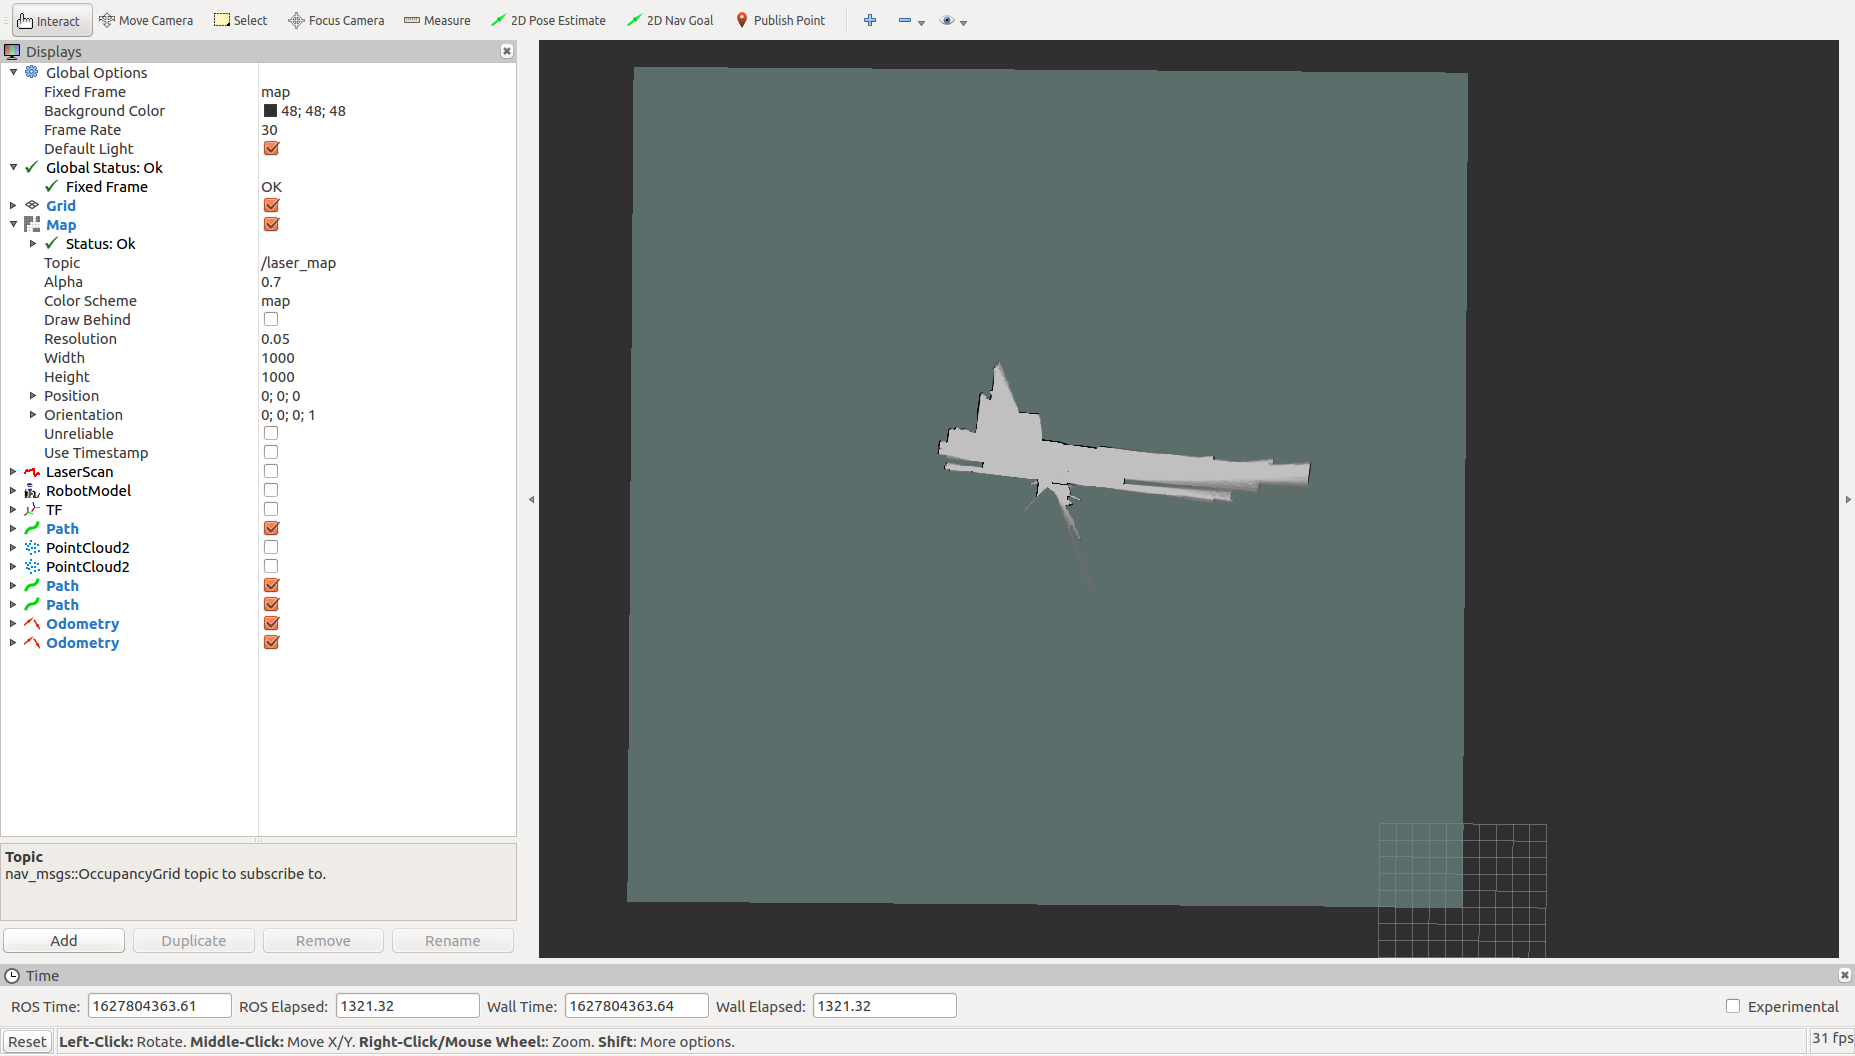 Interact Move Camera Select Focus Camera Measure 2D Pose Estimate 2D Nav Goal Publish Point
Displays
Global Options
Fixed Frame map
Background Color 48; 48; 48
Frame Rate 30
Default Light
Global Status: Ok
Fixed Frame OK
Grid
Map
Status: Ok
Topic /laser_map
Alpha 0.7
Color Scheme map
Draw Behind
Resolution 0.05
Width 1000
Height 1000
Position 0; 0; 0
Orientation 0; 0; 0; 1
Unreliable
Use Timestamp
LaserScan
RobotModel
TF
Path
PointCloud2
PointCloud2
Path
Path
Odometry
Odometry
Topic
nav_msgs::OccupancyGrid topic to subscribe to.
Add Duplicate Remove Rename
Time
ROS Time: 1627804363.61 ROS Elapsed: 1321.32 Wall Time: 1627804363.64 Wall Elapsed: 1321.32 Experimental
Reset Left-Click: Rotate. Middle-Click: Move X/Y. Right-Click/Mouse Wheel:: Zoom. Shift: More options. 31 fps